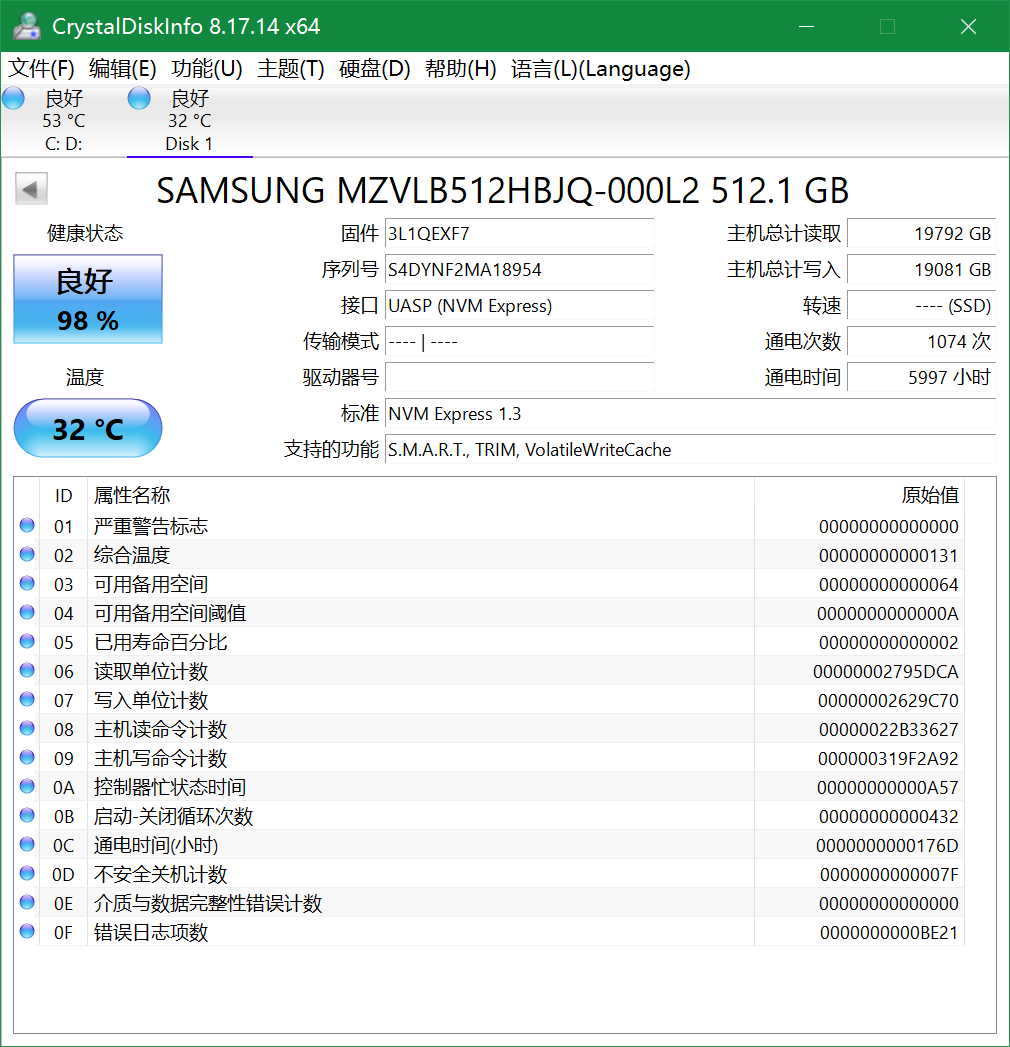 CrystalDiskInfo 8.17.14 x64
文件(F) 编辑(E) 功能(U) 主题(T) 硬盘(D) 帮助(H) 语言(L)(Language)
良好 良好
53 °C 32 °C
C: D: Disk 1
SAMSUNG MZVLB512HBJQ-000L2 512.1 GB
健康状态
良好
98 %
温度
32 °C
固件 3L1QEXF7
序列号 S4DYNF2MA18954
接口 UASP (NVM Express)
传输模式 ---- | ----
驱动器号
标准 NVM Express 1.3
支持的功能 S.M.A.R.T., TRIM, VolatileWriteCache
主机总计读取 19792 GB
主机总计写入 19081 GB
转速 ---- (SSD)
通电次数 1074 次
通电时间 5997 小时
ID 属性名称 原始值
01 严重警告标志 00000000000000
02 综合温度 00000000000131
03 可用备用空间 00000000000064
04 可用备用空间阈值 0000000000000A
05 已用寿命百分比 00000000000002
06 读取单位计数 00000002795DCA
07 写入单位计数 00000002629C70
08 主机读命令计数 00000022B33627
09 主机写命令计数 000000319F2A92
0A 控制器忙状态时间 00000000000A57
0B 启动-关闭循环次数 00000000000432
0C 通电时间(小时) 0000000000176D
0D 不安全关机计数 0000000000007F
0E 介质与数据完整性错误计数 00000000000000
0F 错误日志项数 0000000000BE21